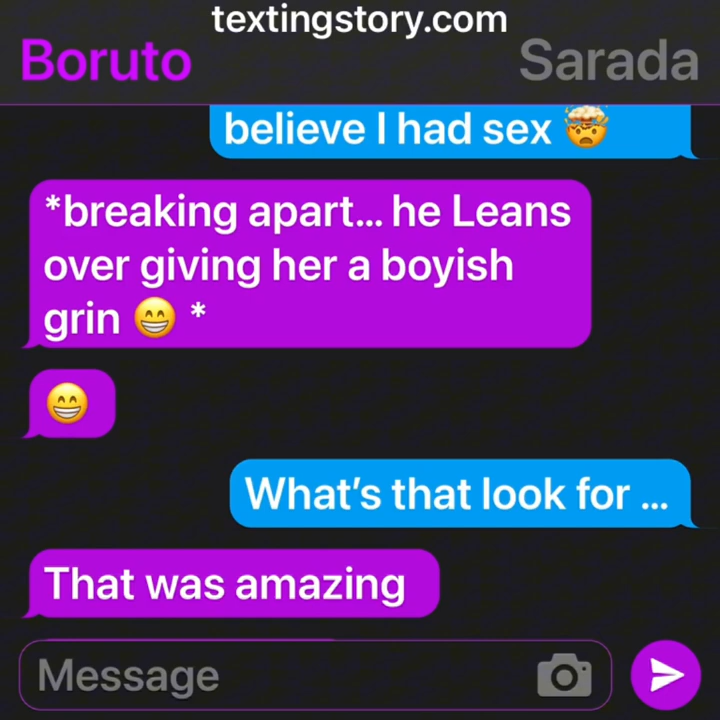 textingstory.com
Boruto
Sarada
believe I had sex 🤯
*breaking apart... he Leans
over giving her a boyish
grin 😁 *
😁
What's that look for ...
That was amazing
Message